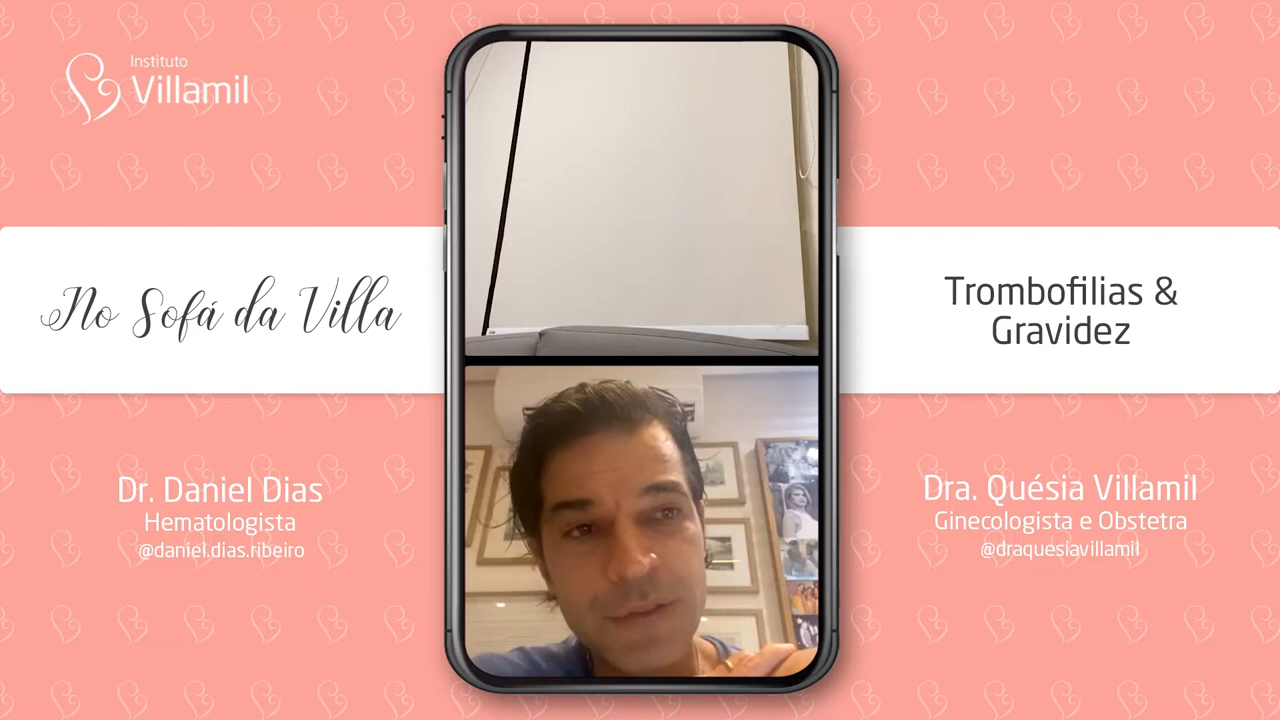 Instituto
Villamil
No Sofá da Villa
Trombofilias &
Gravidez
Dr. Daniel Dias
Hematologista
@daniel.dias.ribeiro
Dra. Quésia Villamil
Ginecologista e Obstetra
@draquesiavillamil